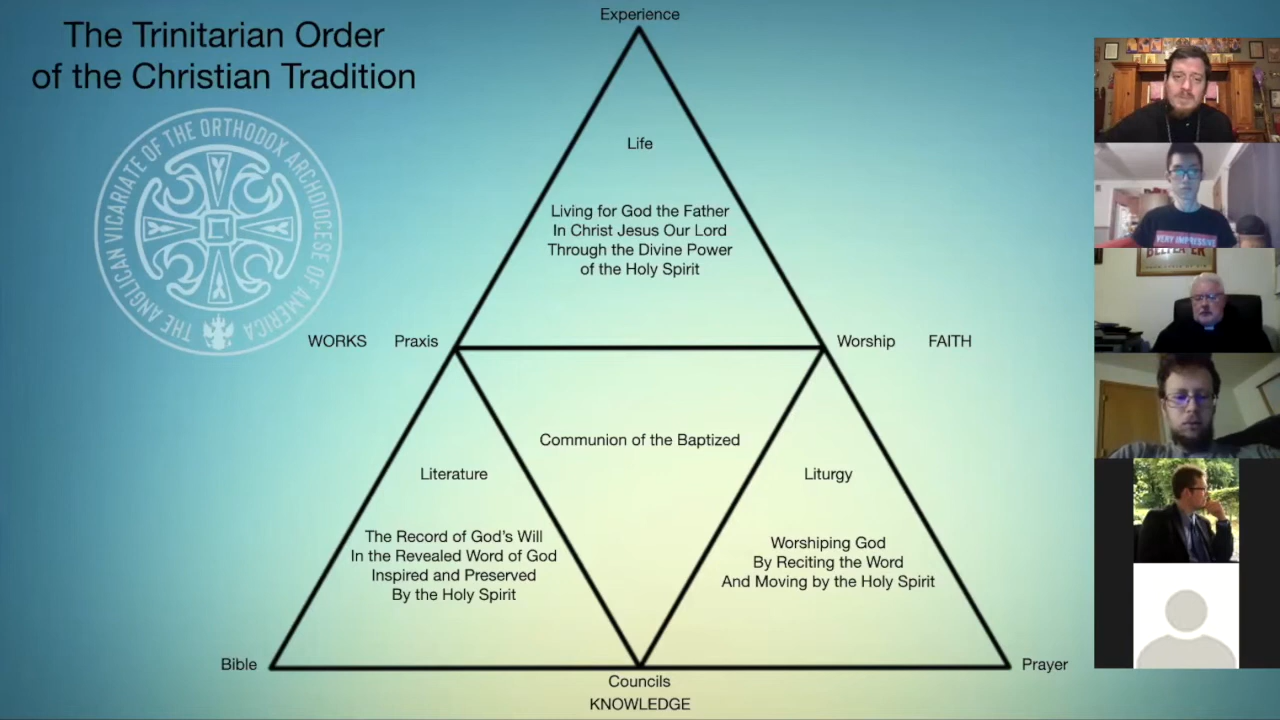 The Trinitarian Order
of the Christian Tradition
THE ANGLICAN VICARIATE OF THE ORTHODOX ARCHDIOCESE OF AMERICA
Experience
Life
Living for God the Father
In Christ Jesus Our Lord
Through the Divine Power
of the Holy Spirit
WORKS Praxis
Worship FAITH
Communion of the Baptized
Literature
The Record of God's Will
In the Revealed Word of God
Inspired and Preserved
By the Holy Spirit
Liturgy
Worshiping God
By Reciting the Word
And Moving by the Holy Spirit
Bible
Councils
KNOWLEDGE
Prayer
VERY IMPRESSIVE